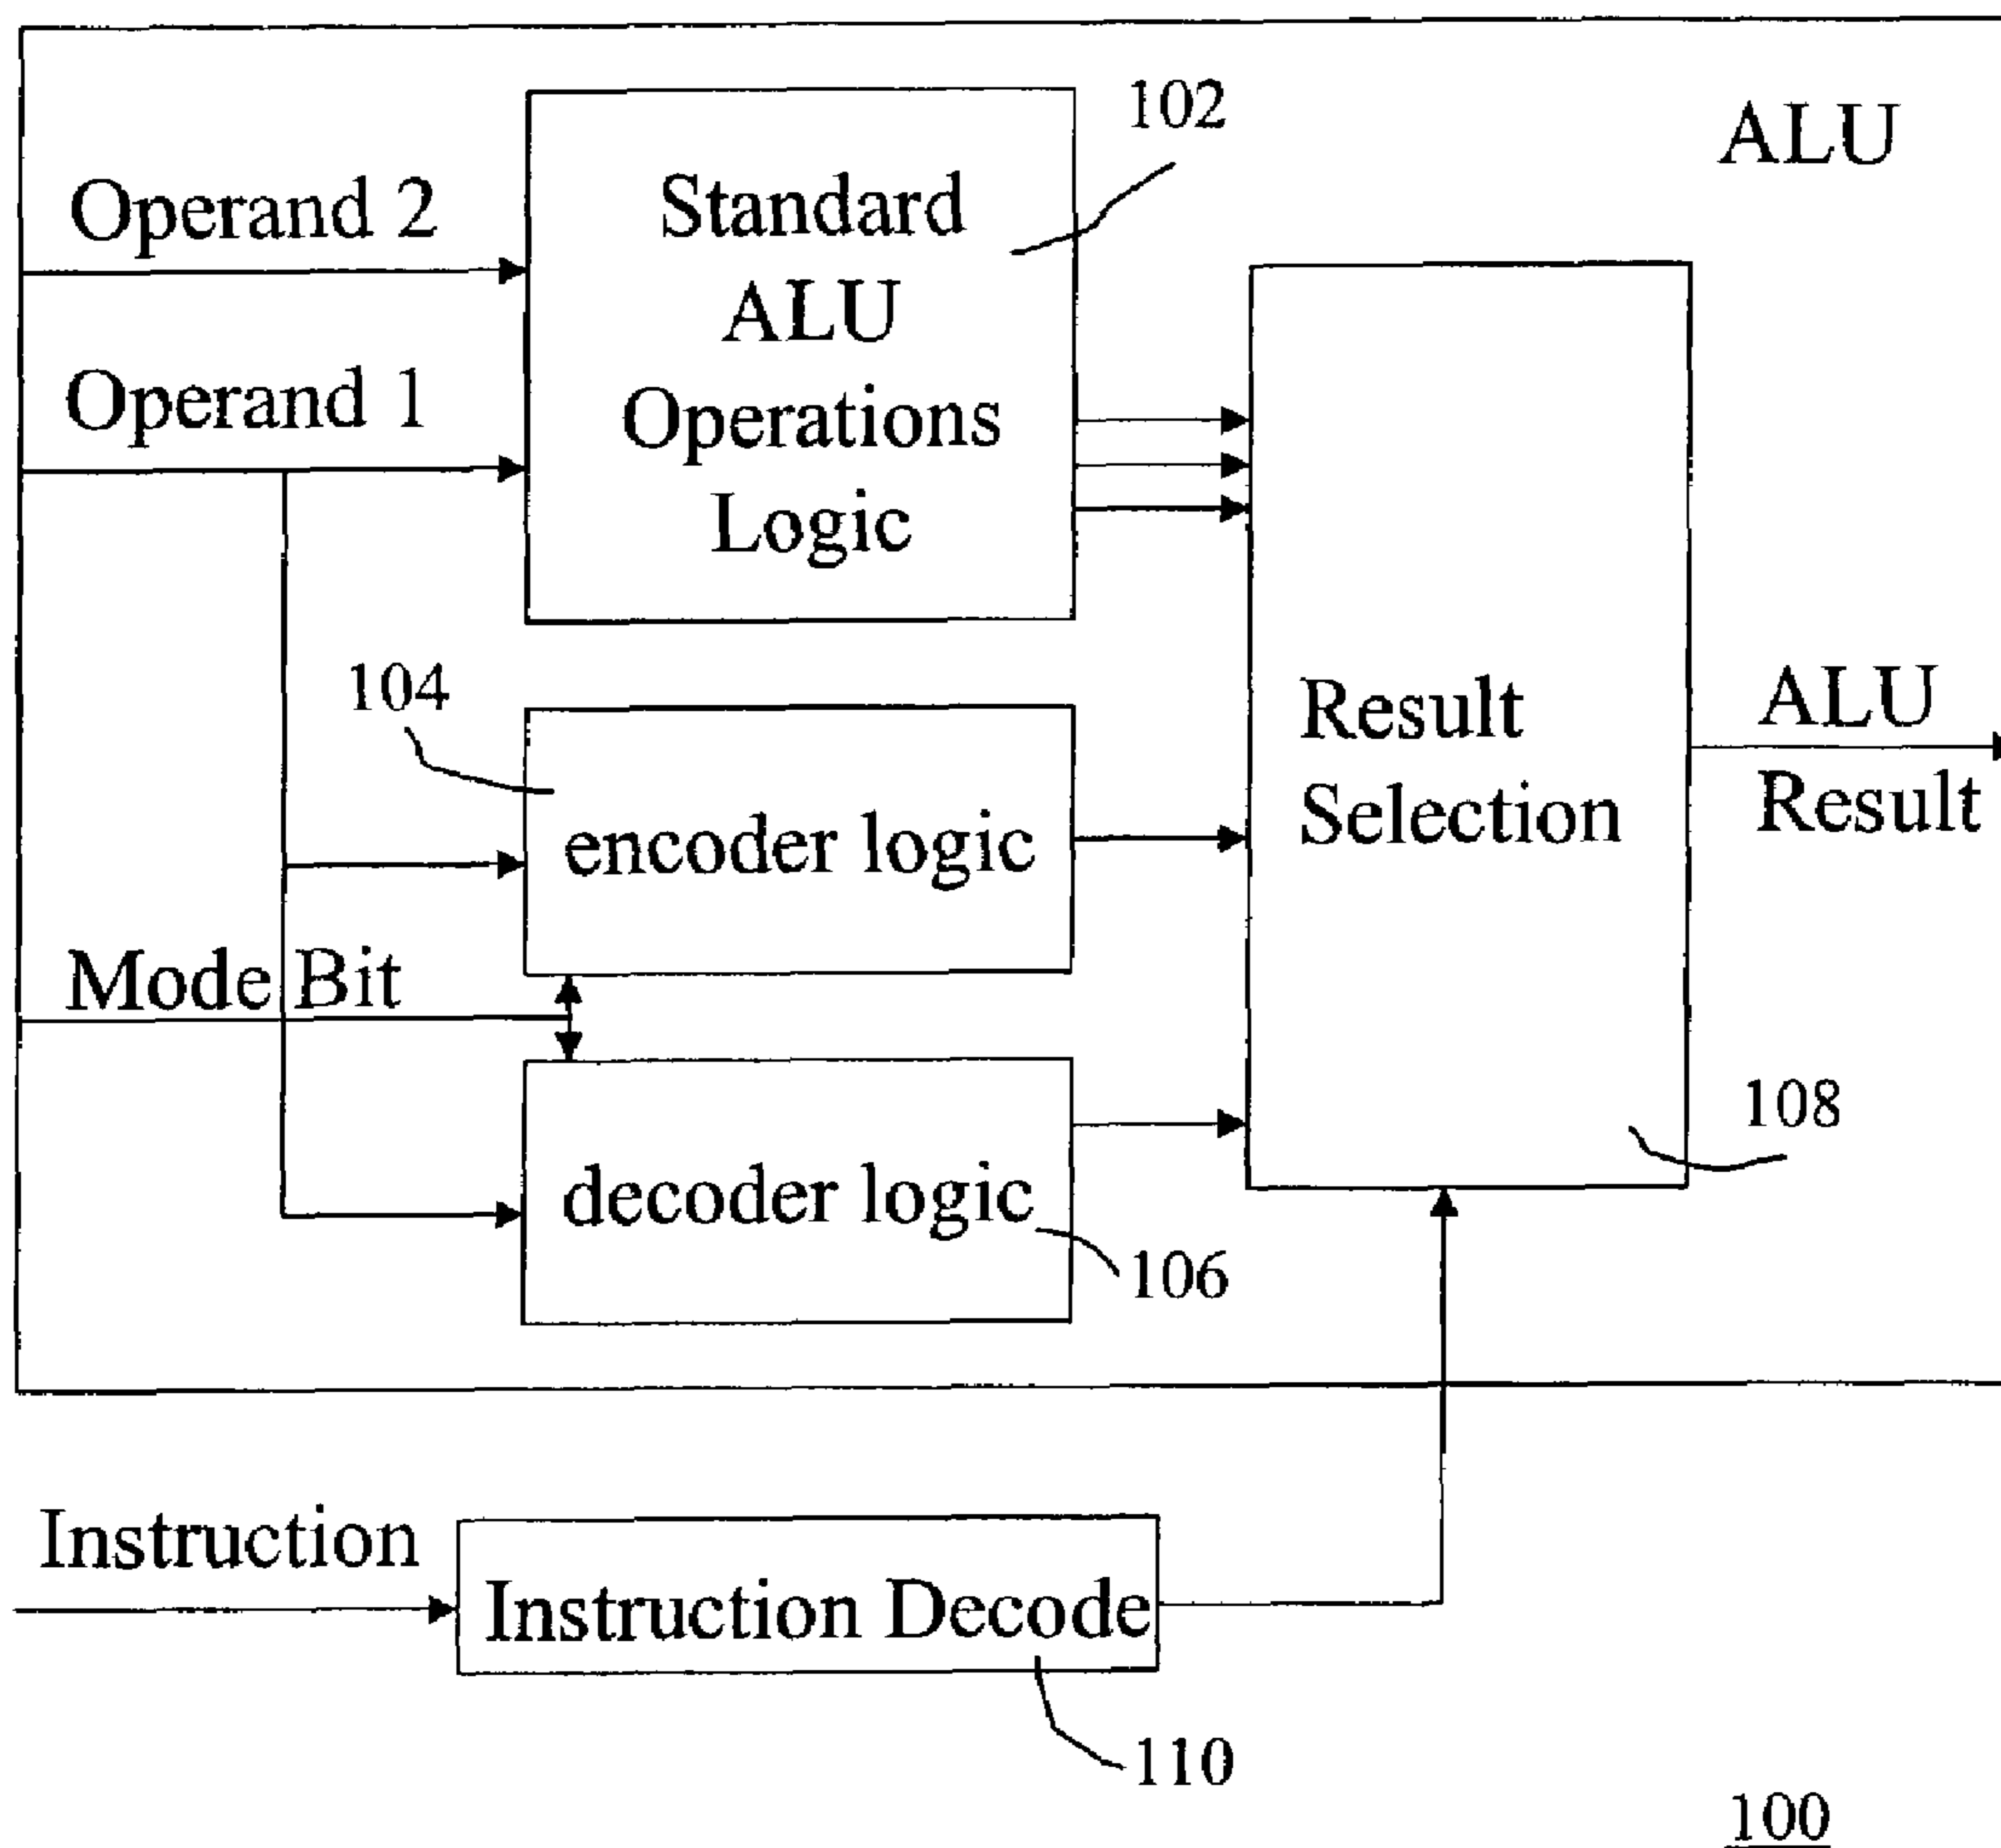 102
ALU
Operand 2
Standard
ALU
Operations
Logic
Operand 1
104
encoder logic
Result
Selection
ALU
Result
Mode Bit
108
decoder logic
106
Instruction
Instruction Decode
110
100